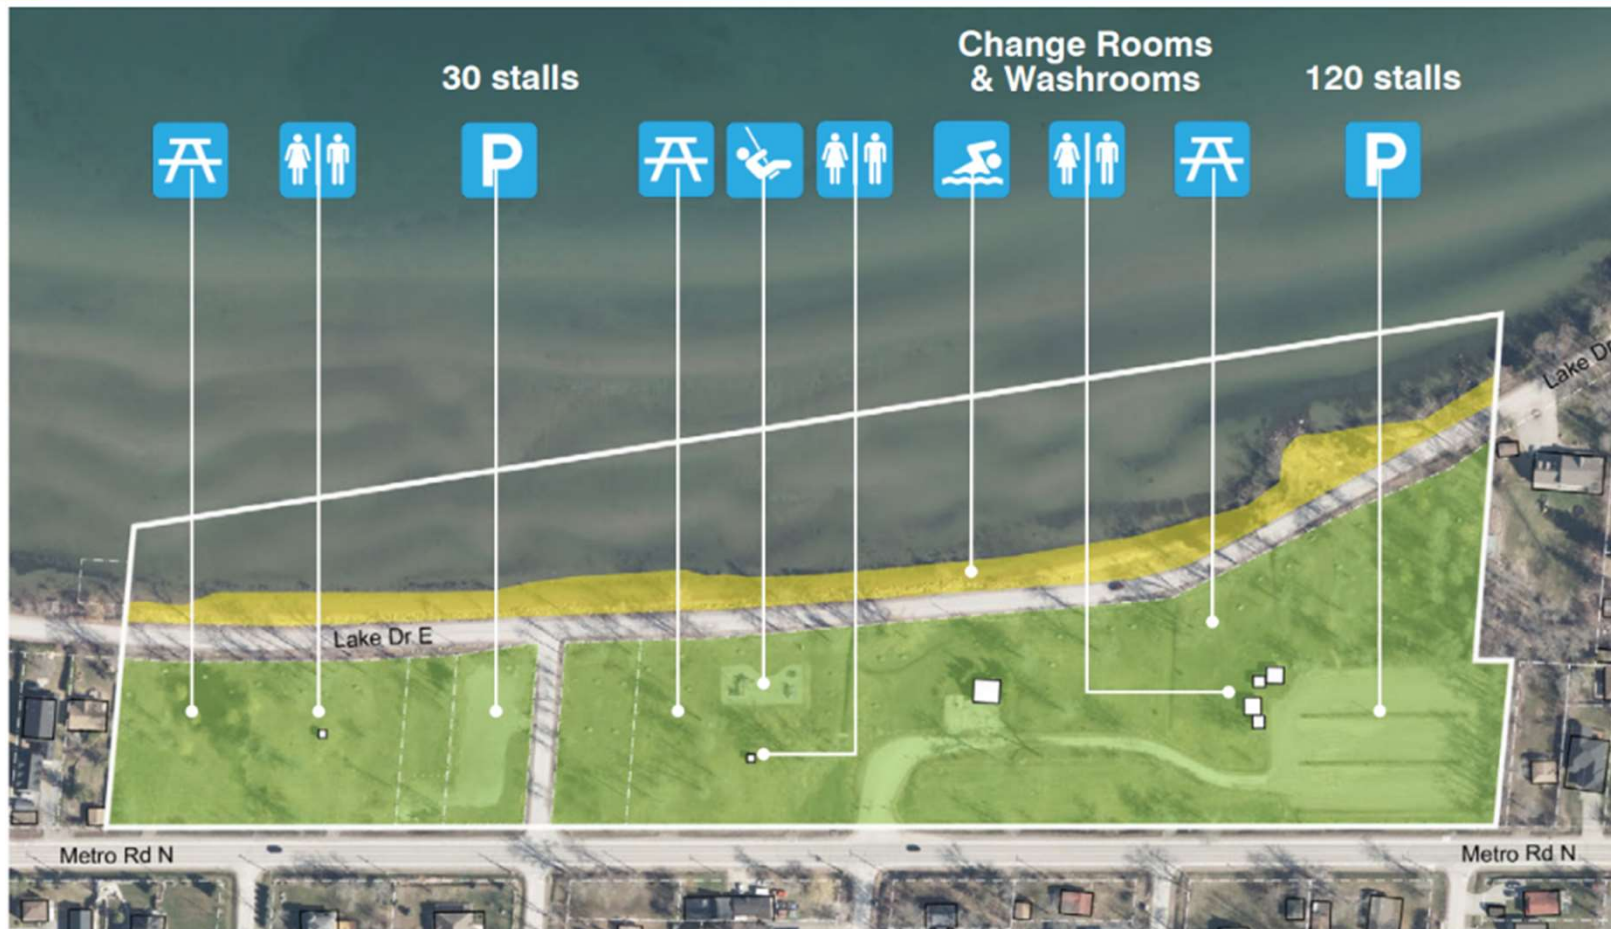 Change Rooms
& Washrooms
30 stalls
120 stalls
P
P
Lake Dr
Lake Dr E
Metro Rd N
Metro Rd N